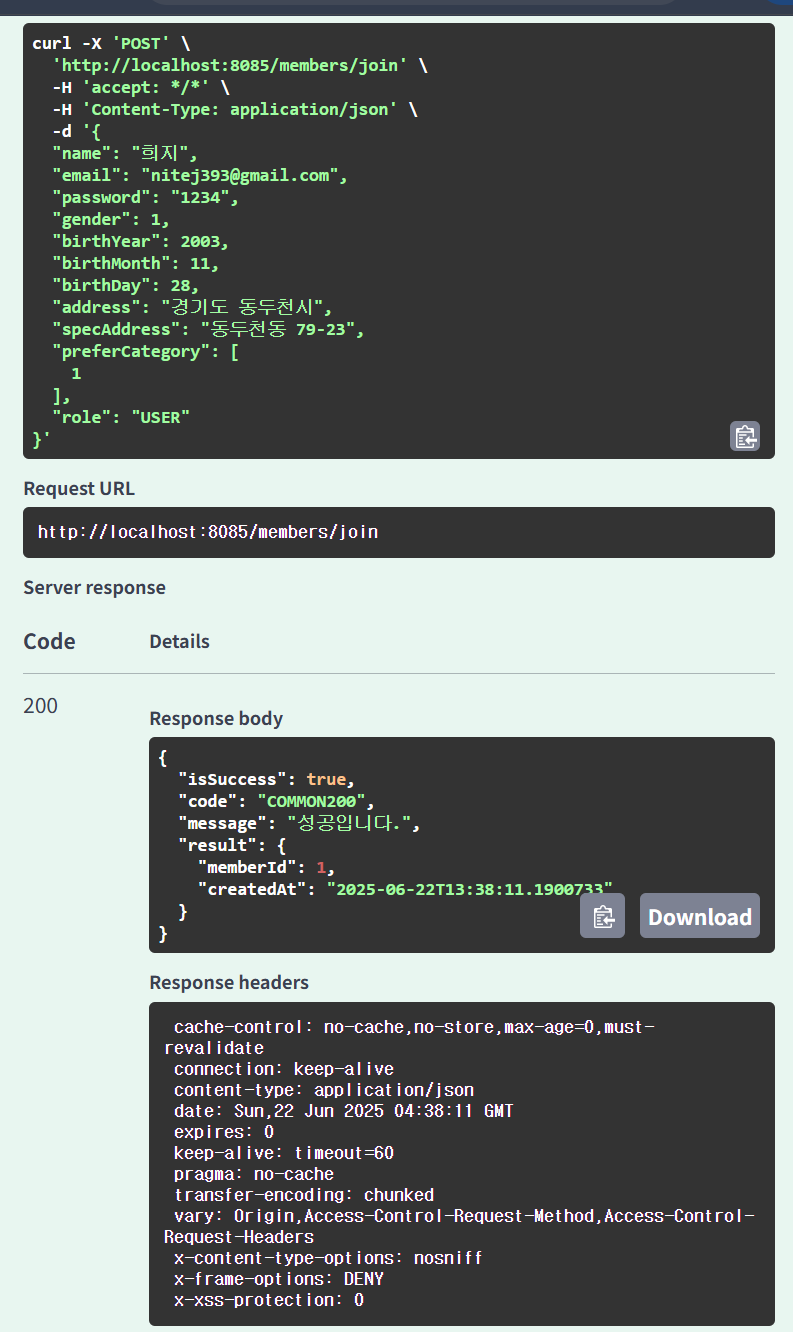 curl -X 'POST' \
  'http://localhost:8085/members/join' \
  -H 'accept: */*' \
  -H 'Content-Type: application/json' \
  -d '{
  "name": "희지",
  "email": "nitej393@gmail.com",
  "password": "1234",
  "gender": 1,
  "birthYear": 2003,
  "birthMonth": 11,
  "birthDay": 28,
  "address": "경기도 동두천시",
  "specAddress": "동두천동 79-23",
  "preferCategory": [
    1
  ],
  "role": "USER"
}'
Request URL
http://localhost:8085/members/join
Server response
Code Details
200
Response body
{
  "isSuccess": true,
  "code": "COMMON200",
  "message": "성공입니다.",
  "result": {
    "memberId": 1,
    "createdAt": "2025-06-22T13:38:11.1900733"
  }
}
Download
Response headers
cache-control: no-cache,no-store,max-age=0,must-
revalidate
connection: keep-alive
content-type: application/json
date: Sun,22 Jun 2025 04:38:11 GMT
expires: 0
keep-alive: timeout=60
pragma: no-cache
transfer-encoding: chunked
vary: Origin,Access-Control-Request-Method,Access-Control-
Request-Headers
x-content-type-options: nosniff
x-frame-options: DENY
x-xss-protection: 0